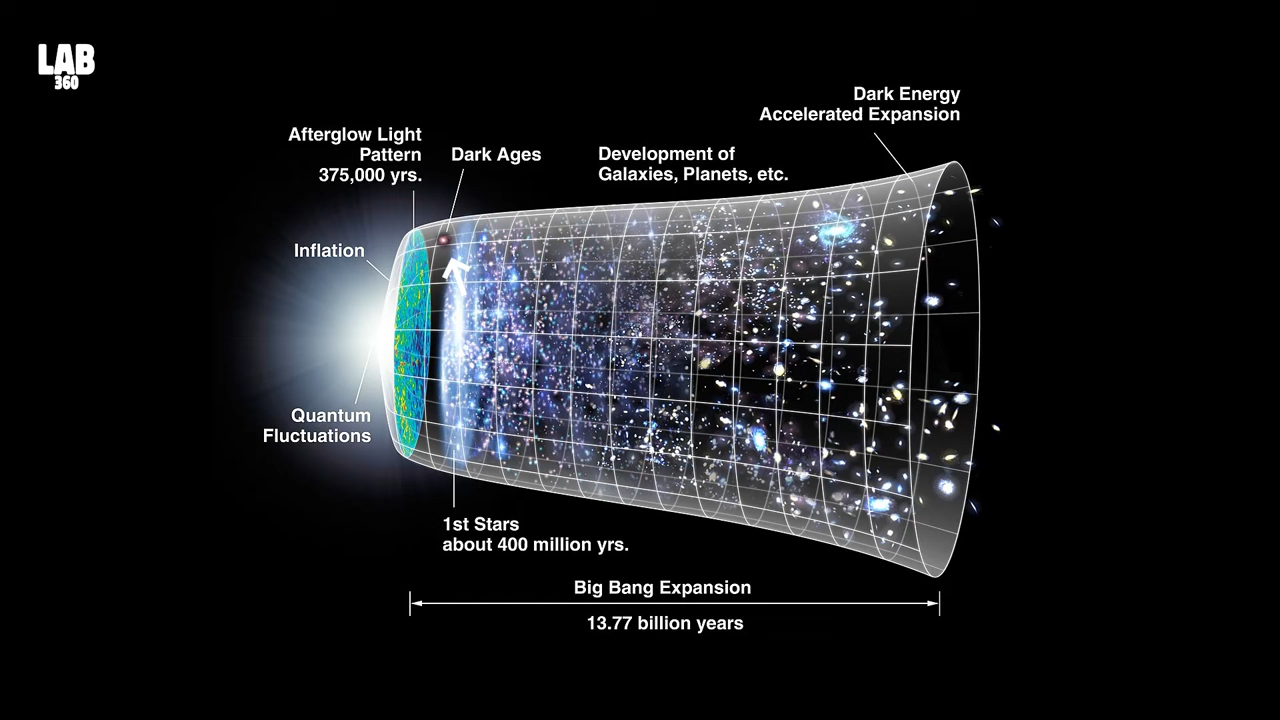 LAB
360
Dark Energy
Accelerated Expansion
Afterglow Light
Pattern
375,000 yrs.
Dark Ages
Development of
Galaxies, Planets, etc.
Inflation
Quantum
Fluctuations
1st Stars
about 400 million yrs.
Big Bang Expansion
13.77 billion years